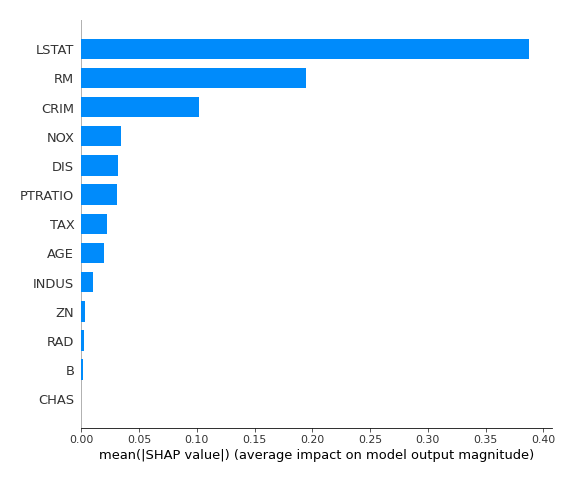 LSTAT
RM
CRIM
NOX
DIS
PTRATIO
TAX
AGE
INDUS
ZN
RAD
B
CHAS
0.00 0.05 0.10 0.15 0.20 0.25 0.30 0.35 0.40
mean(|SHAP value|) (average impact on model output magnitude)